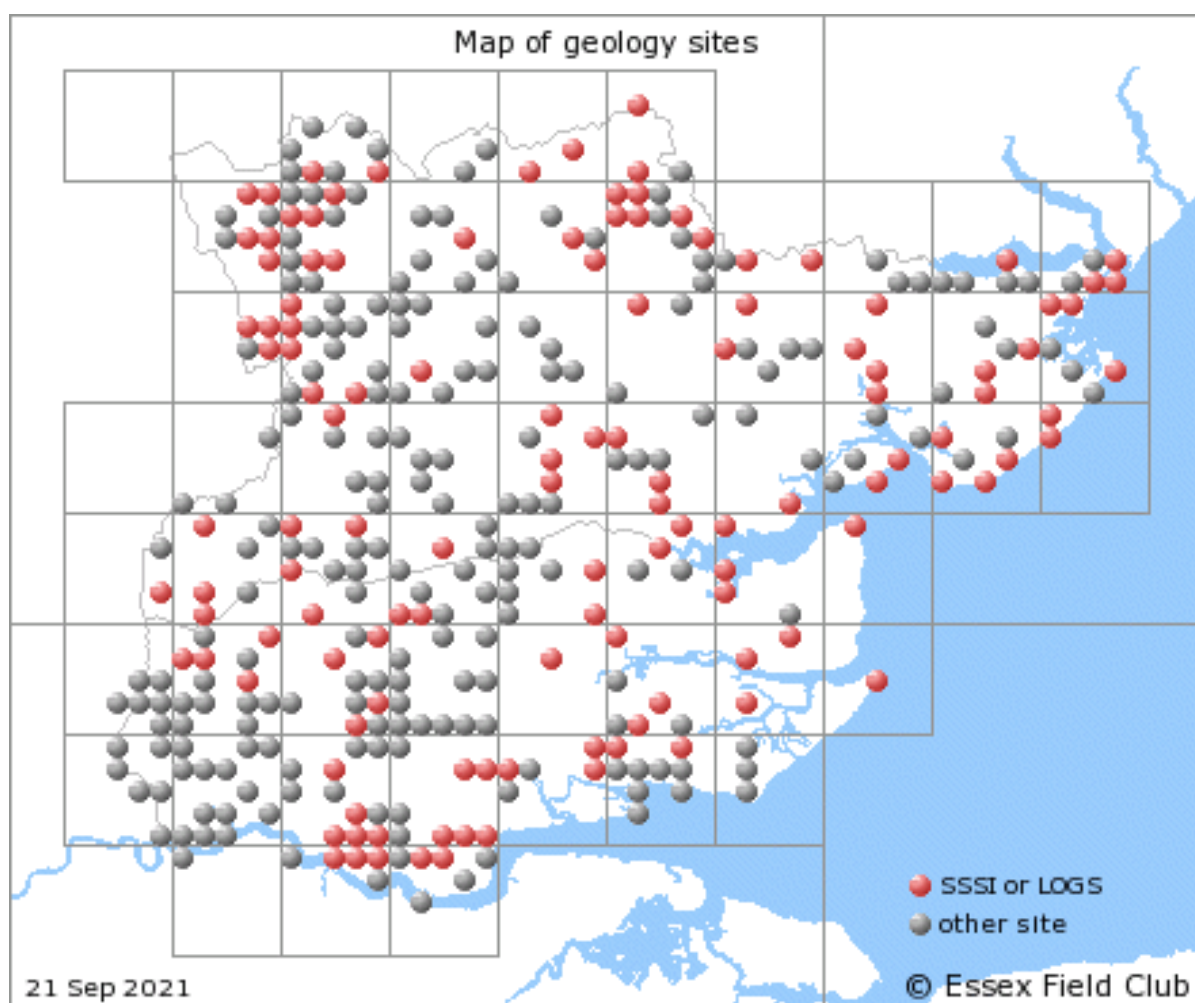 Map of geology sites
SSSI or LOGS
other site
21 Sep 2021
© Essex Field Club